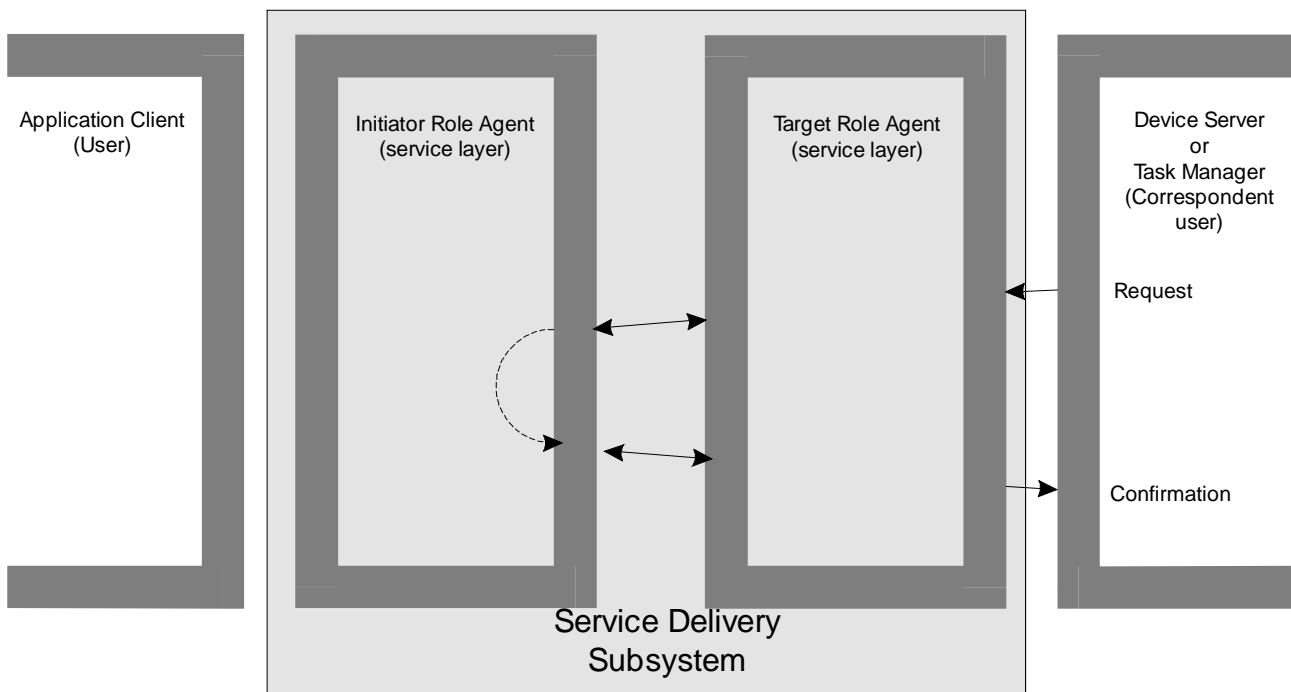 Application Client
(User)
Initiator Role Agent
(service layer)
Target Role Agent
(service layer)
Device Server
or
Task Manager
(Correspondent
user)
Request
Confirmation
Service Delivery
Subsystem